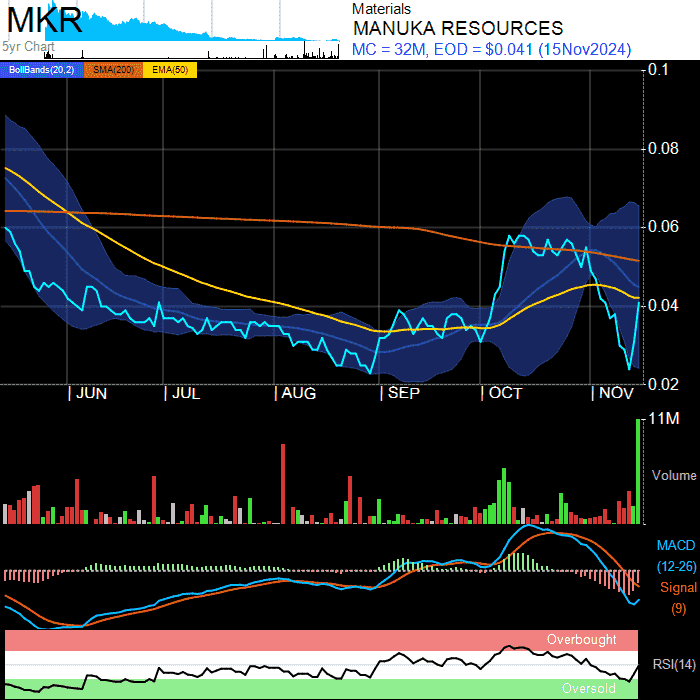 MKR
5yr Chart
Materials
MANUKA RESOURCES
MC = 32M, EOD = $0.041 (15Nov2024)
BollBands(20,2) SMA(200) EMA(50)
0.1
0.08
0.06
0.04
0.02
JUN JUL AUG SEP OCT NOV
11M
Volume
MACD
(12-26)
Signal
(9)
Overbought
RSI(14)
Oversold